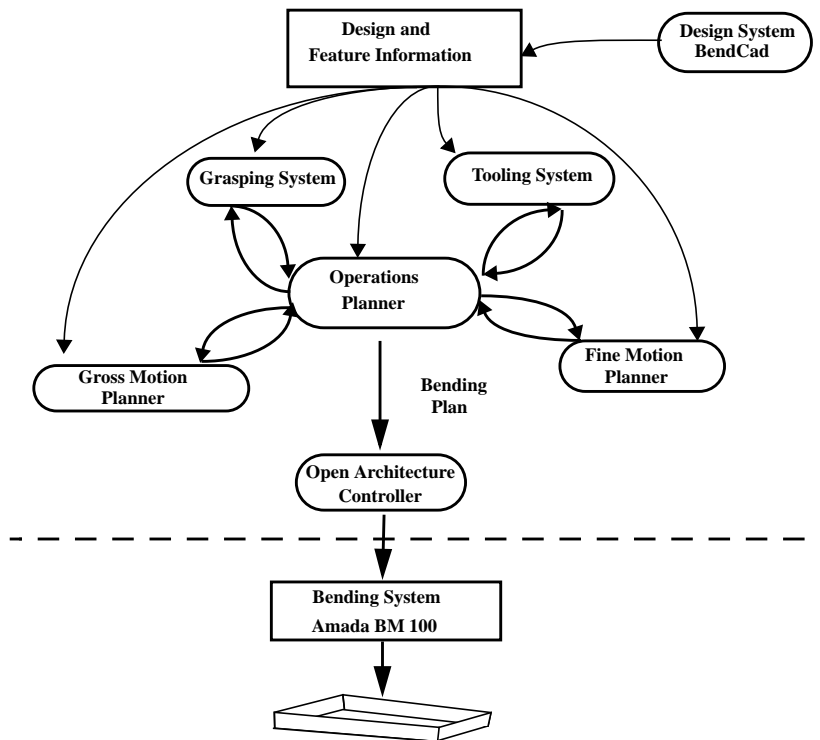 Design and
Feature Information
Design System
BendCad
Grasping System
Tooling System
Operations
Planner
Gross Motion
Planner
Fine Motion
Planner
Bending
Plan
Open Architecture
Controller
Bending System
Amada BM 100